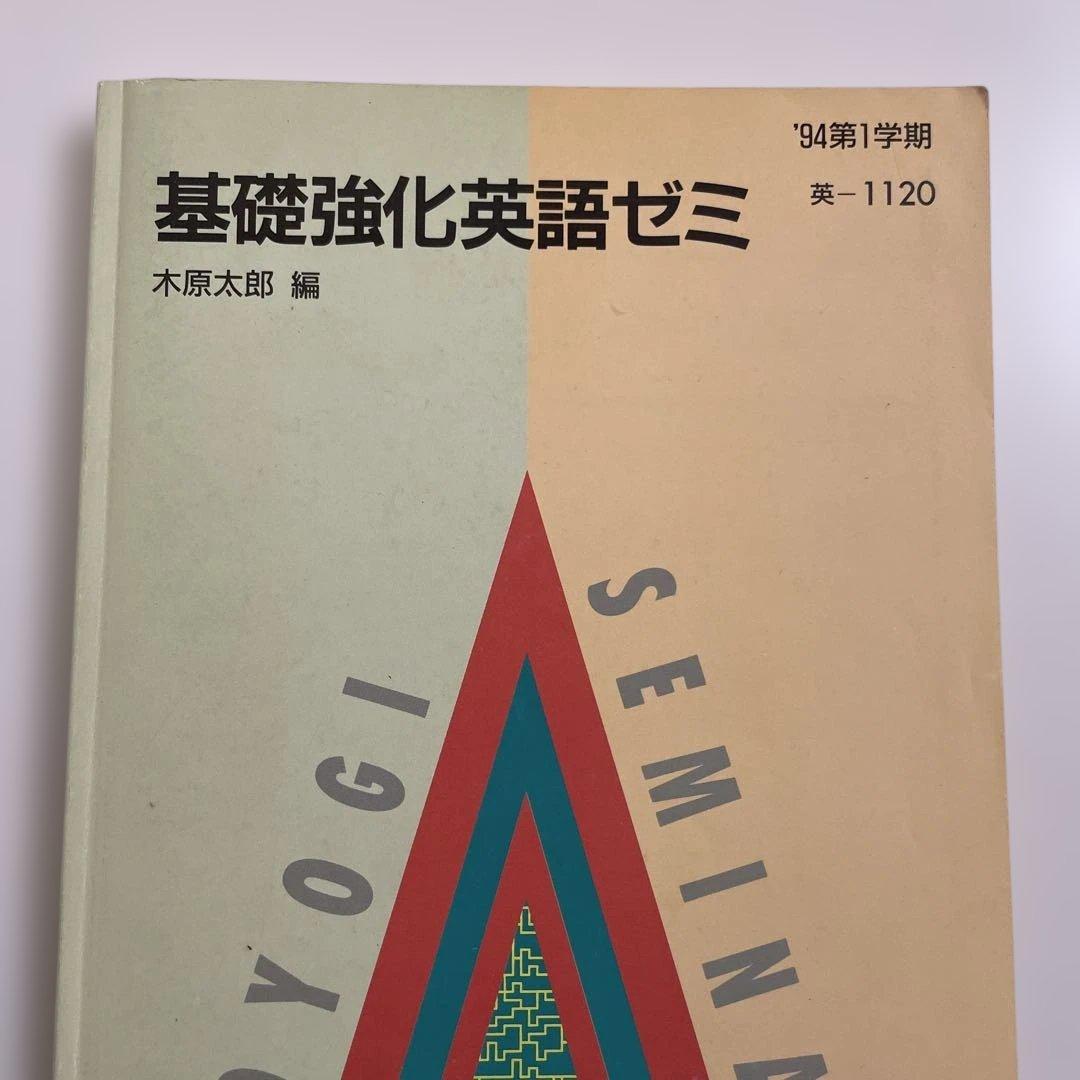 '94第1学期
英-1120
基礎強化英語ゼミ
木原太郎 編
OYOGI
SEMINA